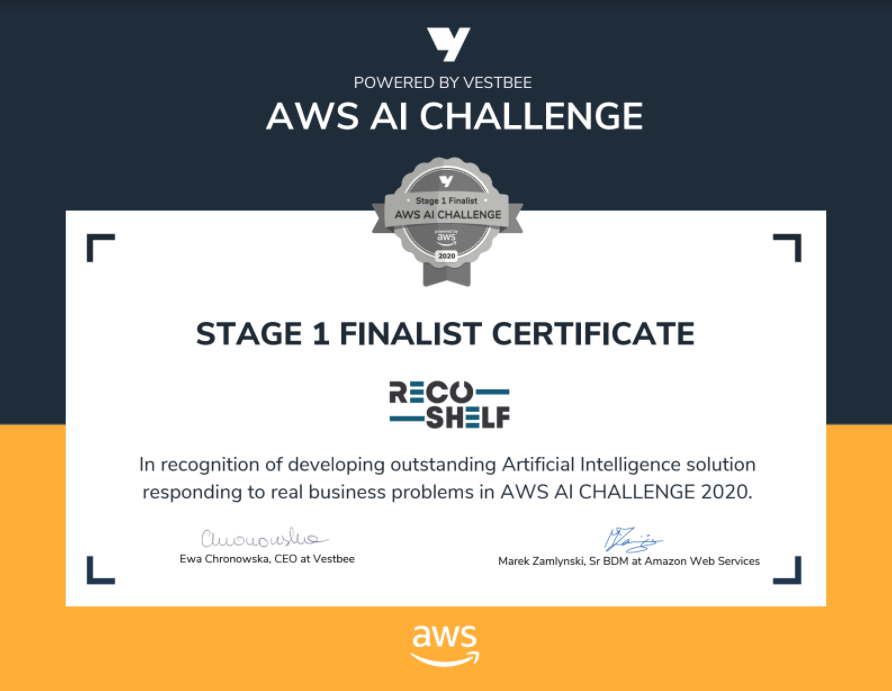 POWERED BY VESTBEE
AWS AI CHALLENGE
Stage 1 Finalist
AWS AI CHALLENGE
powered by
aws
2020
STAGE 1 FINALIST CERTIFICATE
RECO
SHELF
In recognition of developing outstanding Artificial Intelligence solution
responding to real business problems in AWS AI CHALLENGE 2020.
Chronowska
Ewa Chronowska, CEO at Vestbee
Marek Zamlynski, Sr BDM at Amazon Web Services
aws